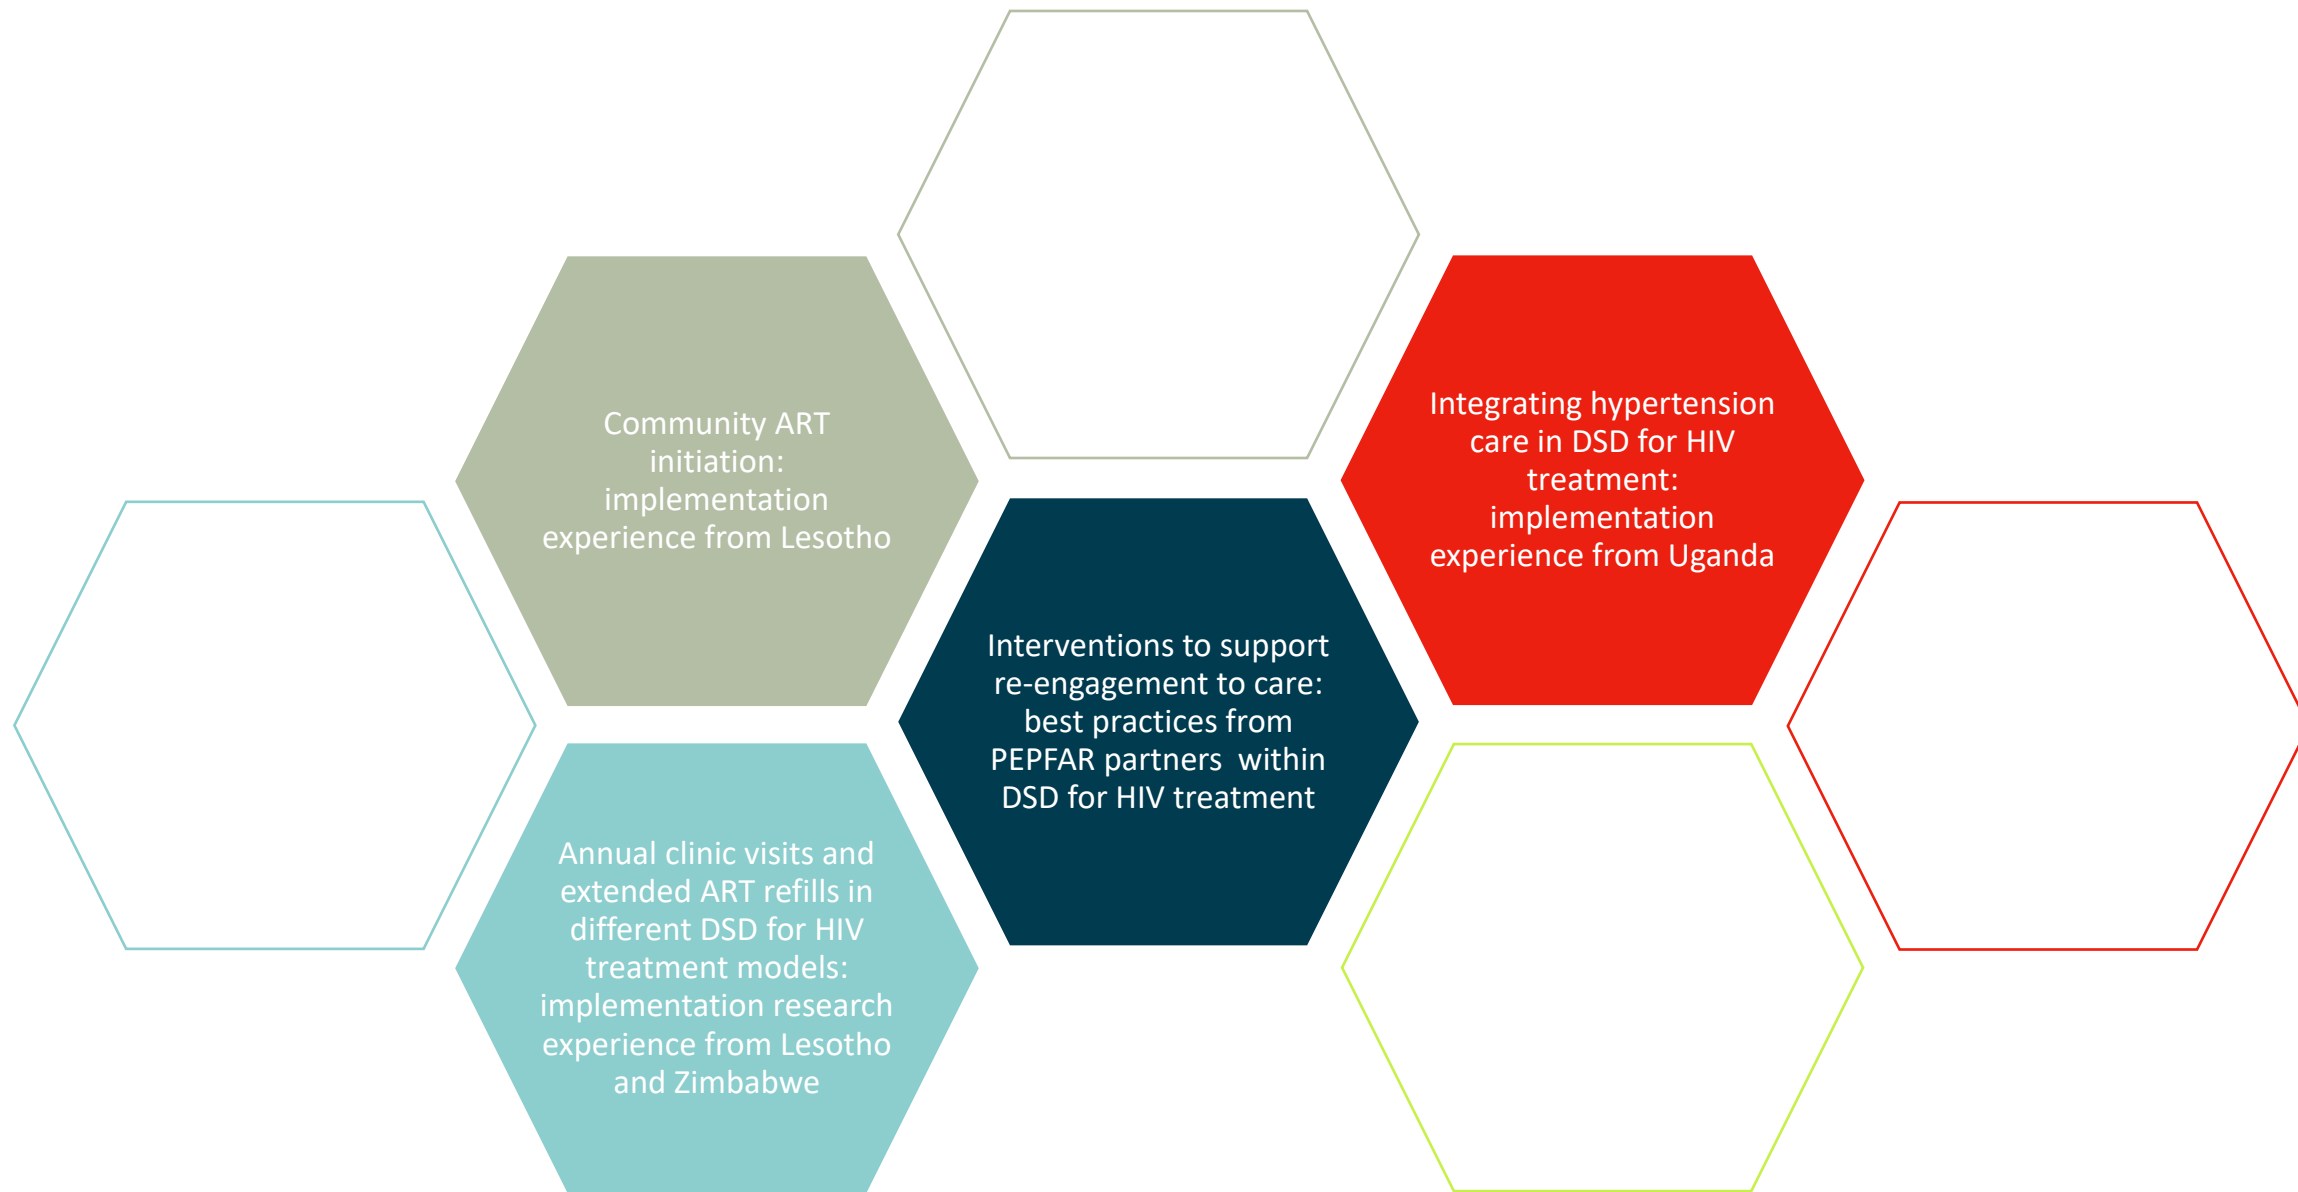 Community ART
initiation:
implementation
experience from Lesotho
Integrating hypertension
care in DSD for HIV
treatment:
implementation
experience from Uganda
Interventions to support
re-engagement to care:
best practices from
PEPFAR partners  within
DSD for HIV treatment
Annual clinic visits and
extended ART refills in
different DSD for HIV
treatment models:
implementation research
experience from Lesotho
and Zimbabwe